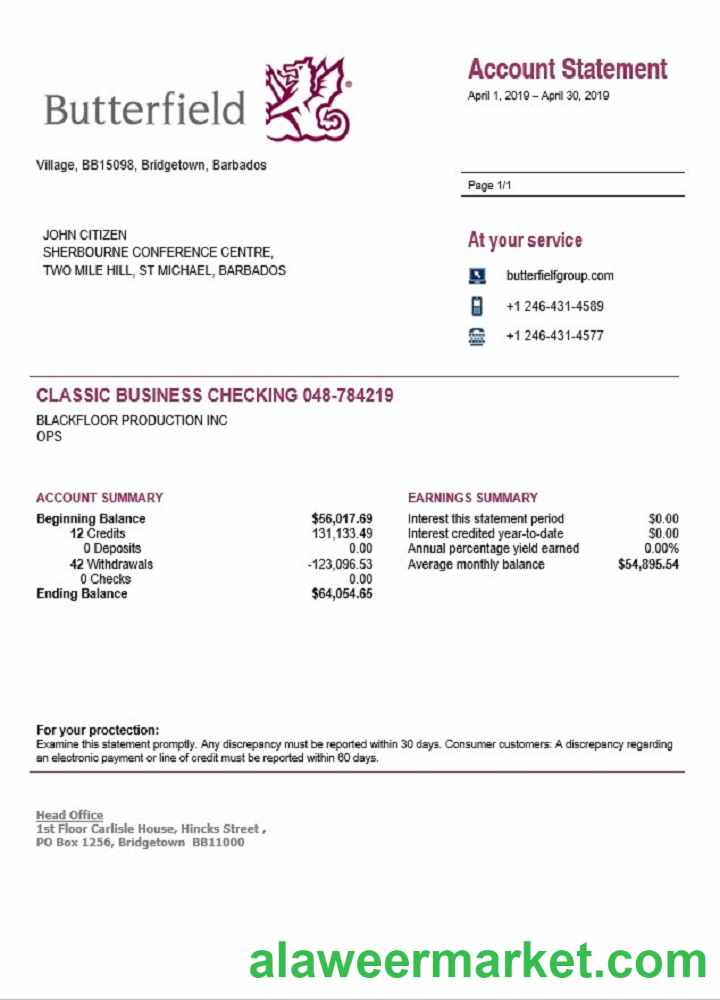 Butterfield
Account Statement
April 1, 2019 – April 30, 2019
Village, BB15098, Bridgetown, Barbados
Page 1/1
JOHN CITIZEN
SHERBOURNE CONFERENCE CENTRE,
TWO MILE HILL, ST MICHAEL, BARBADOS
At your service
butterfielfgroup.com
+1 246-431-4589
+1 246-431-4577
CLASSIC BUSINESS CHECKING 048-784219
BLACKFLOOR PRODUCTION INC
OPS
ACCOUNT SUMMARY
Beginning Balance $56,017.69
12 Credits 131,133.49
0 Deposits 0.00
42 Withdrawals -123,096.53
0 Checks 0.00
Ending Balance $64,054.65
EARNINGS SUMMARY
Interest this statement period $0.00
Interest credited year-to-date $0.00
Annual percentage yield earned 0.00%
Average monthly balance $54,895.54
For your proctection:
Examine this statement promptly. Any discrepancy must be reported within 30 days. Consumer customers: A discrepancy regarding
an electronic payment or line of credit must be reported within 60 days.
Head Office
1st Floor Carlisle House, Hincks Street ,
PO Box 1256, Bridgetown BB11000
alaweermarket.com